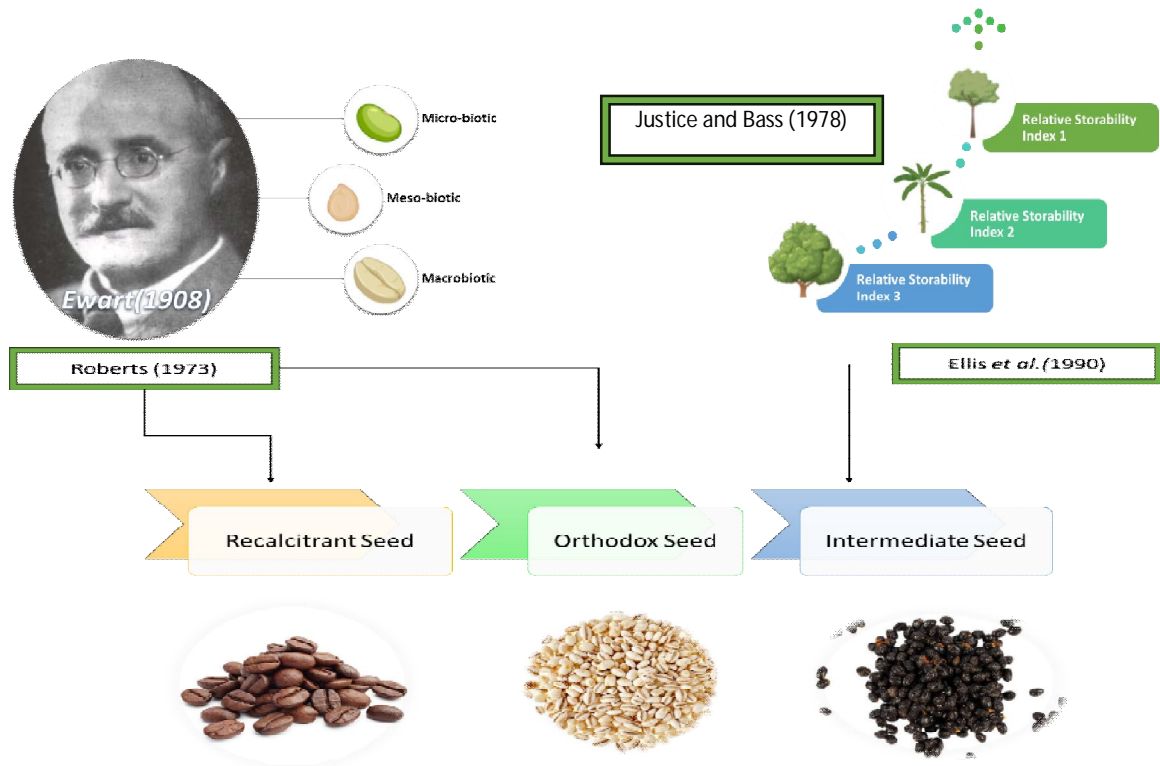 Micro-biotic
Meso-biotic
Macrobiotic
Ewart(1908)
Justice and Bass (1978)
Relative Storability
Index 1
Relative Storability
Index 2
Relative Storability
Index 3
Roberts (1973)
Ellis et al. (1990)
Recalcitrant Seed
Orthodox Seed
Intermediate Seed